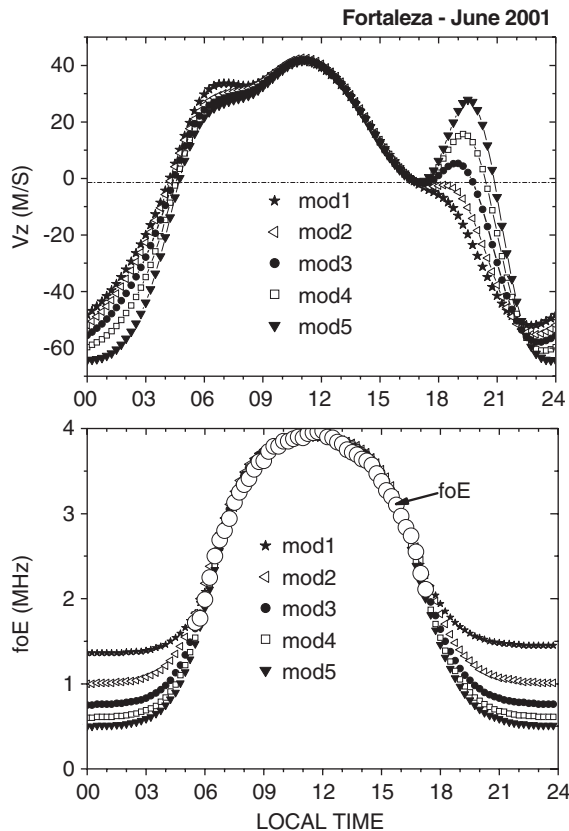 Fortaleza - June 2001
Vz (M/S)
40
20
0
-20
-40
-60
mod1
mod2
mod3
mod4
mod5
00 03 06 09 12 15 18 21 24
foE (MHz)
4
3
2
1
0
foE
mod1
mod2
mod3
mod4
mod5
00 03 06 09 12 15 18 21 24
LOCAL TIME